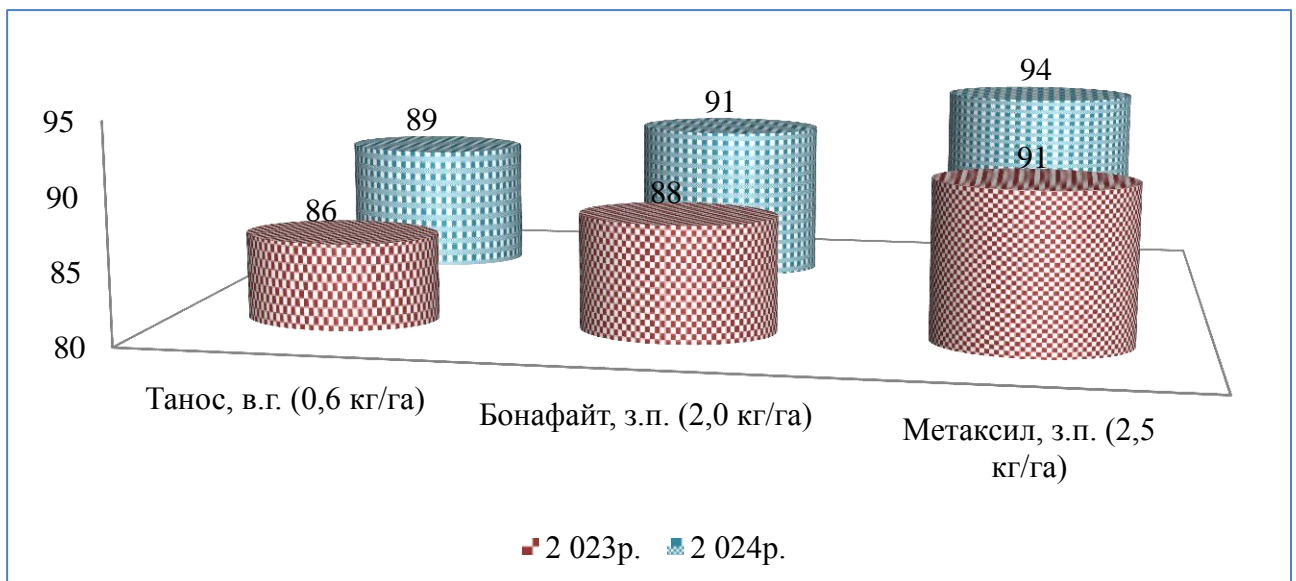 94
91
89
95
91
90
88
86
85
80
Танос, в.г. (0,6 кг/га)
Бонафайт, з.п. (2,0 кг/га)
Метаксил, з.п. (2,5
кг/га)
2 023р. 2 024р.